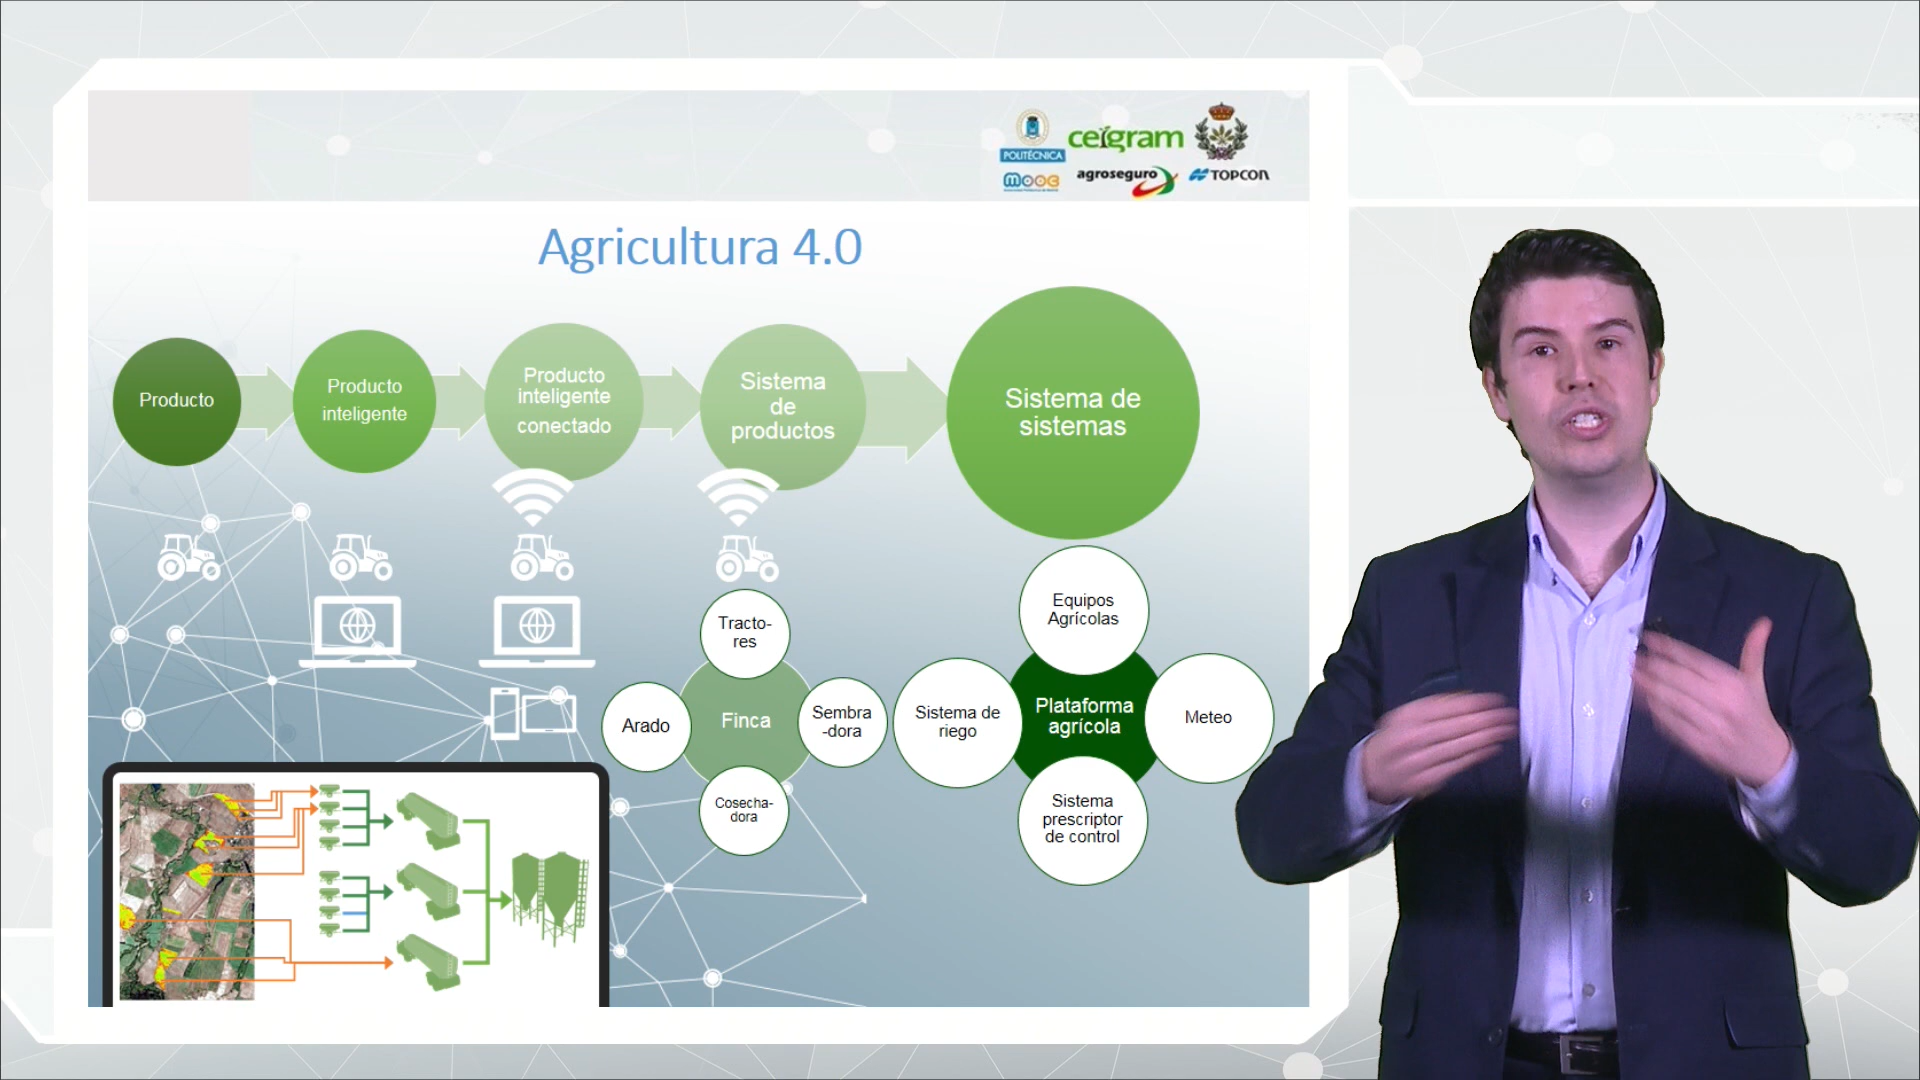 POLITÉCNICA
ceigram
mooc
agroseguro
TOPCON
Agricultura 4.0
Producto
Producto
inteligente
Producto
inteligente
conectado
Sistema
de
productos
Sistema de
sistemas
Tracto-
res
Arado
Finca
Sembra
-dora
Cosecha-
dora
Equipos
Agrícolas
Sistema de
riego
Plataforma
agrícola
Meteo
Sistema
prescriptor
de control